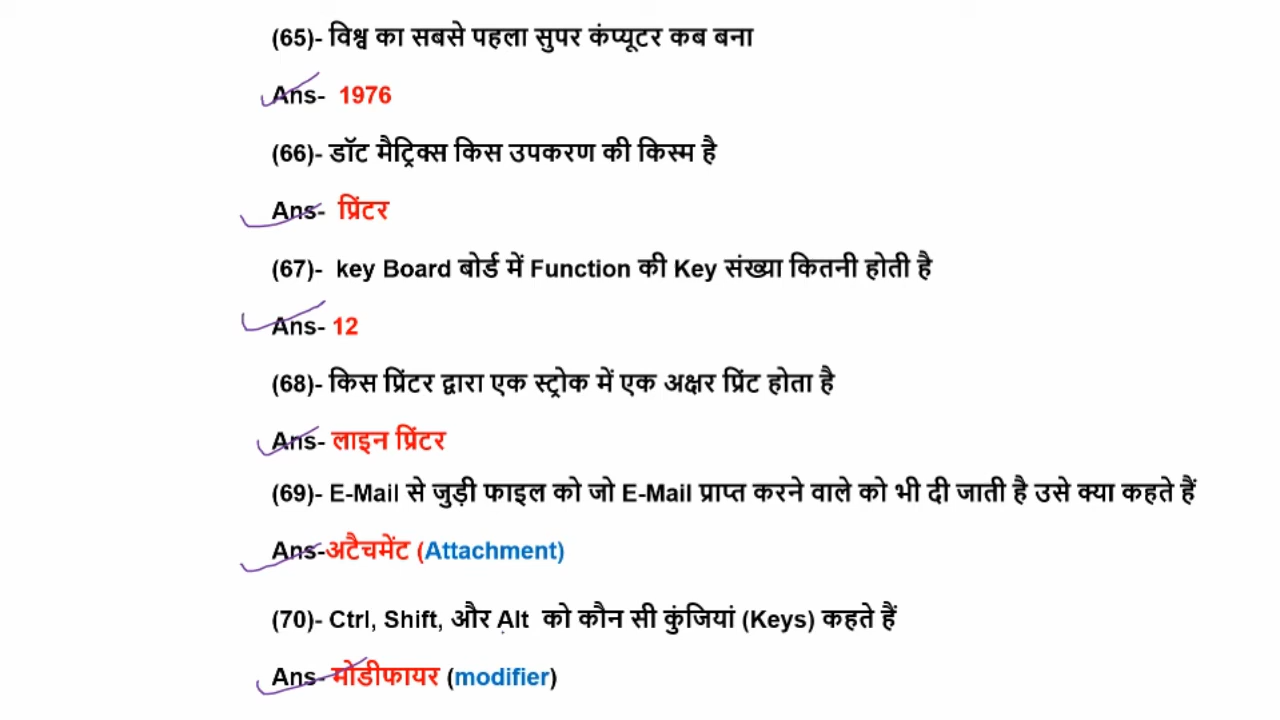 (65)- विश्व का सबसे पहला सुपर कंप्यूटर कब बना
Ans- 1976
(66)- डॉट मैट्रिक्स किस उपकरण की किस्म है
Ans- प्रिंटर
(67)- key Board बोर्ड में Function की Key संख्या कितनी होती है
Ans- 12
(68)- किस प्रिंटर द्वारा एक स्ट्रोक में एक अक्षर प्रिंट होता है
Ans- लाइन प्रिंटर
(69)- E-Mail से जुड़ी फाइल को जो E-Mail प्राप्त करने वाले को भी दी जाती है उसे क्या कहते हैं
Ans-अटैचमेंट (Attachment)
(70)- Ctrl, Shift, और Alt को कौन सी कुंजियां (Keys) कहते हैं
Ans- मोडीफायर (modifier)